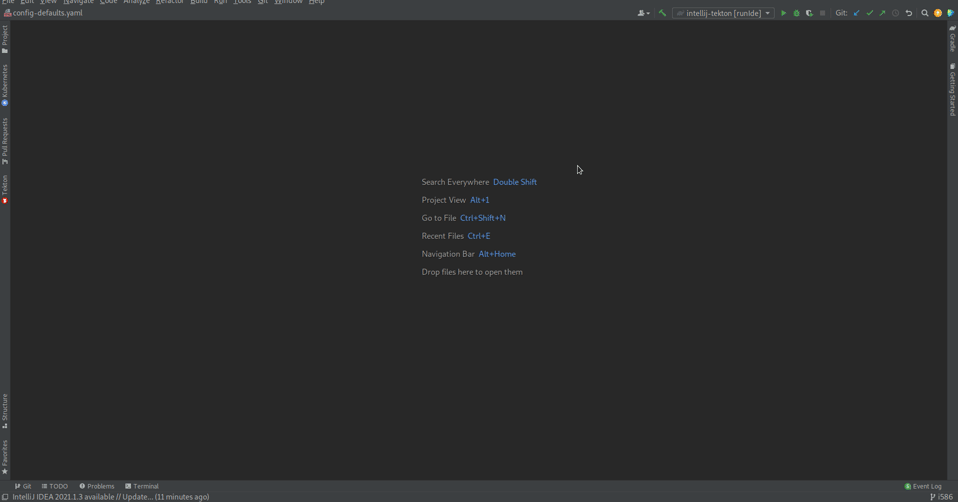 File Edit View Navigate Code Analyze Refactor Build Run Tools Git Window Help
config-defaults.yaml
intellij-tekton [runIde]
Git:
Project
Kubernetes
Pull Requests
Tekton
Structure
Favorites
Search Everywhere Double Shift
Project View Alt+1
Go to File Ctrl+Shift+N
Recent Files Ctrl+E
Navigation Bar Alt+Home
Drop files here to open them
Gradle
Getting Started
Git TODO Problems Terminal
1 Event Log
IntelliJ IDEA 2021.1.3 available // Update... (11 minutes ago)
i586